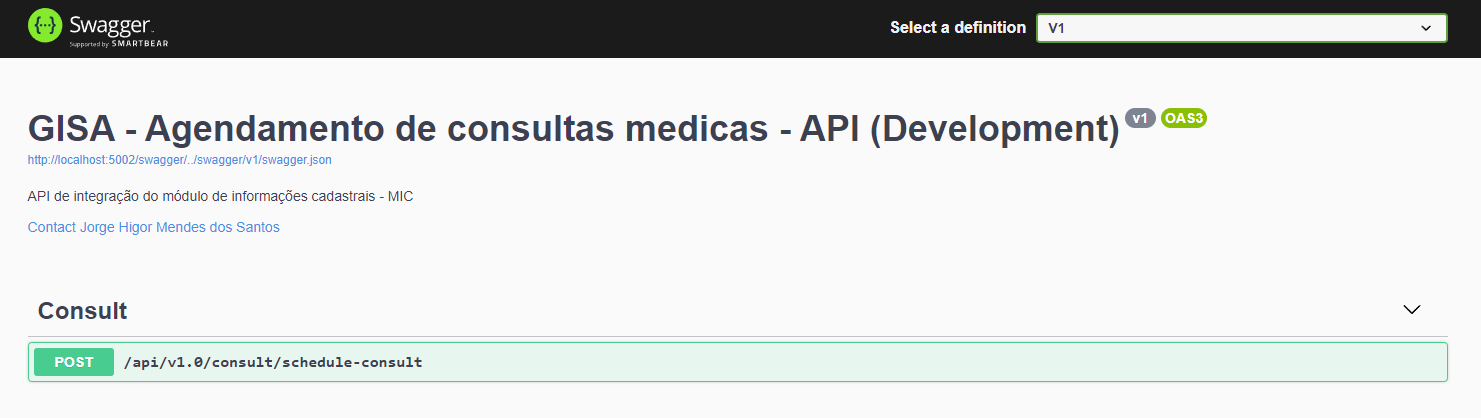 Swagger
Supported by SMARTBEAR
Select a definition
V1
GISA - Agendamento de consultas medicas - API (Development) v1 OAS3
http://localhost:5002/swagger/../swagger/v1/swagger.json
API de integração do módulo de informações cadastrais - MIC
Contact Jorge Higor Mendes dos Santos
Consult
POST /api/v1.0/consult/schedule-consult